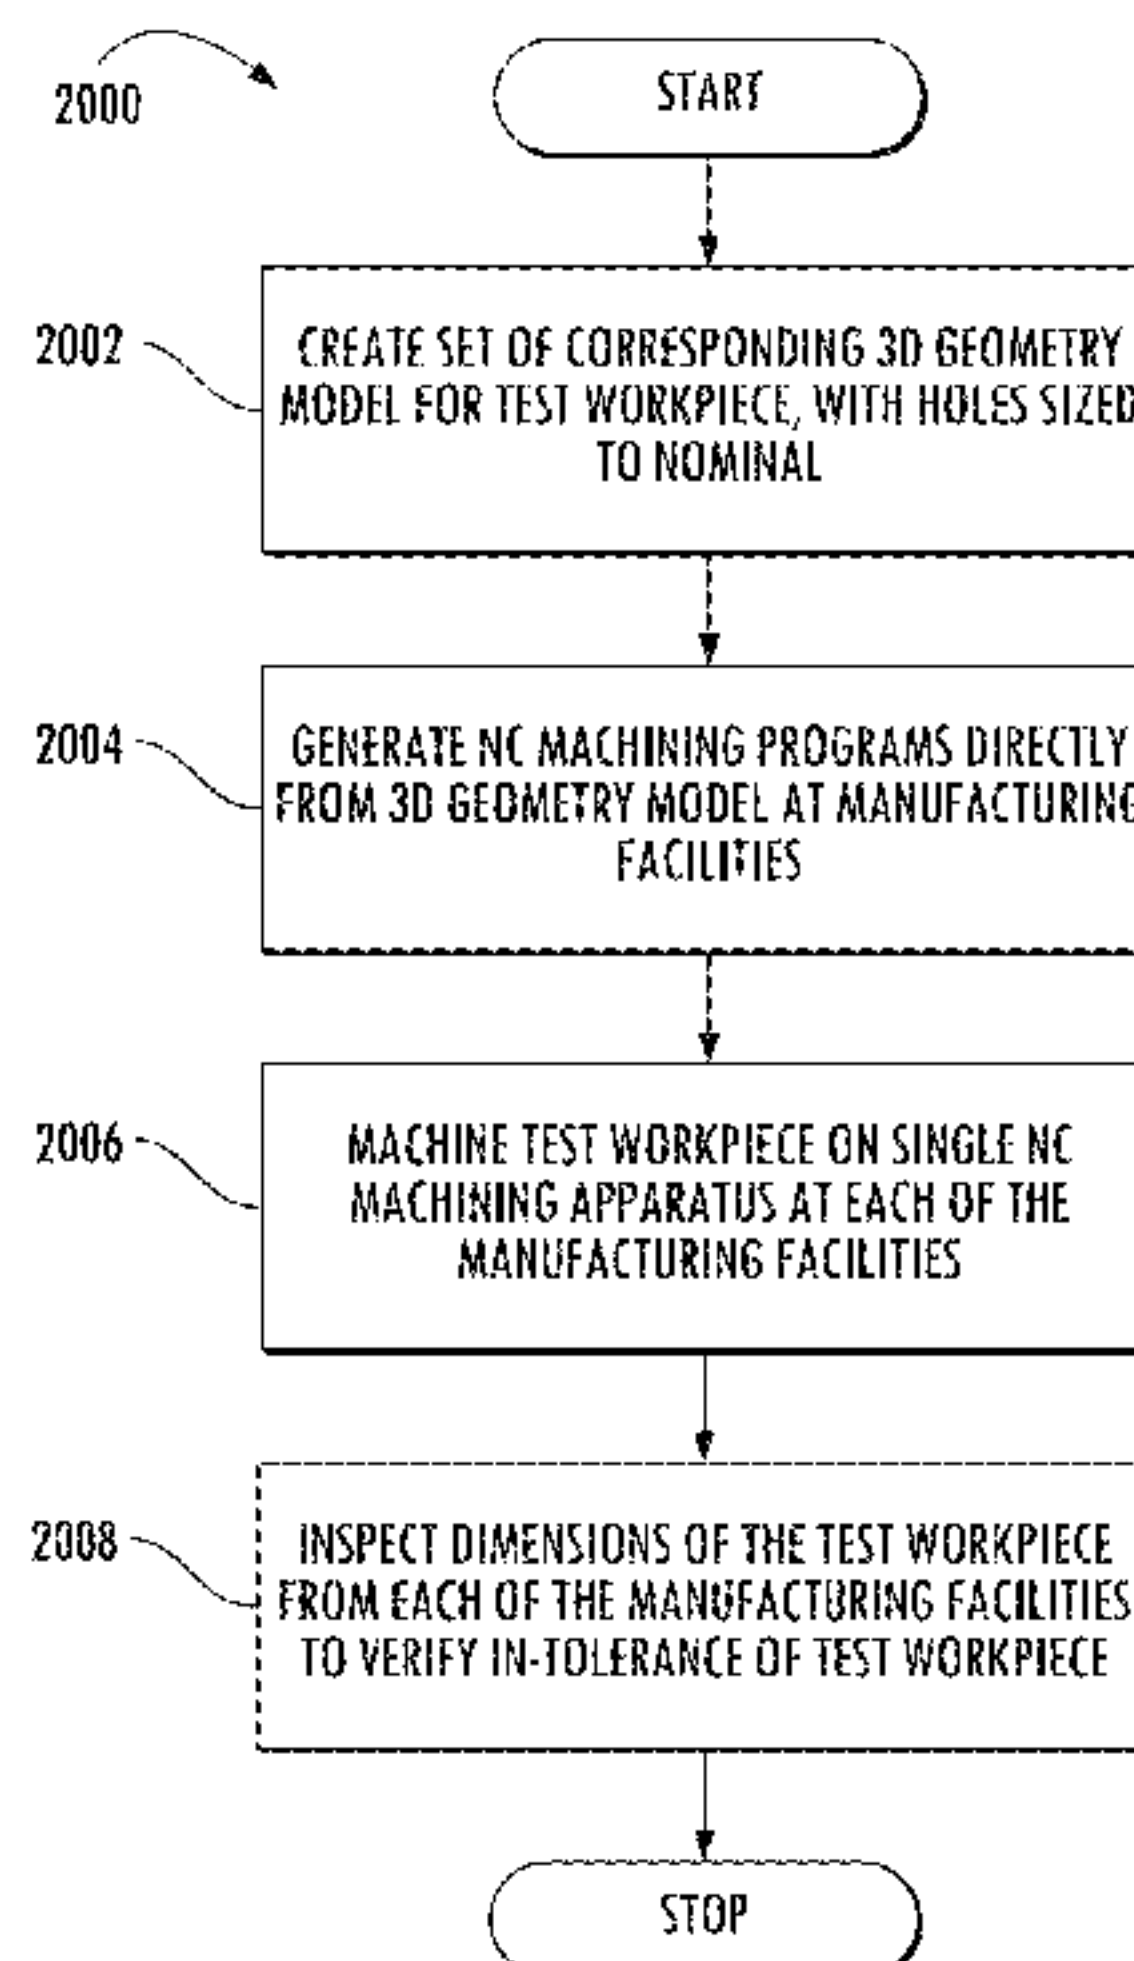 2000
START
2002
CREATE SET OF CORRESPONDING 3D GEOMETRY
MODEL FOR TEST WORKPIECE, WITH HOLES SIZED
TO NOMINAL
2004
GENERATE NC MACHINING PROGRAMS DIRECTLY
FROM 3D GEOMETRY MODEL AT MANUFACTURING
FACILITIES
2006
MACHINE TEST WORKPIECE ON SINGLE NC
MACHINING APPARATUS AT EACH OF THE
MANUFACTURING FACILITIES
2008
INSPECT DIMENSIONS OF THE TEST WORKPIECE
FROM EACH OF THE MANUFACTURING FACILITIES
TO VERIFY IN-TOLERANCE OF TEST WORKPIECE
STOP